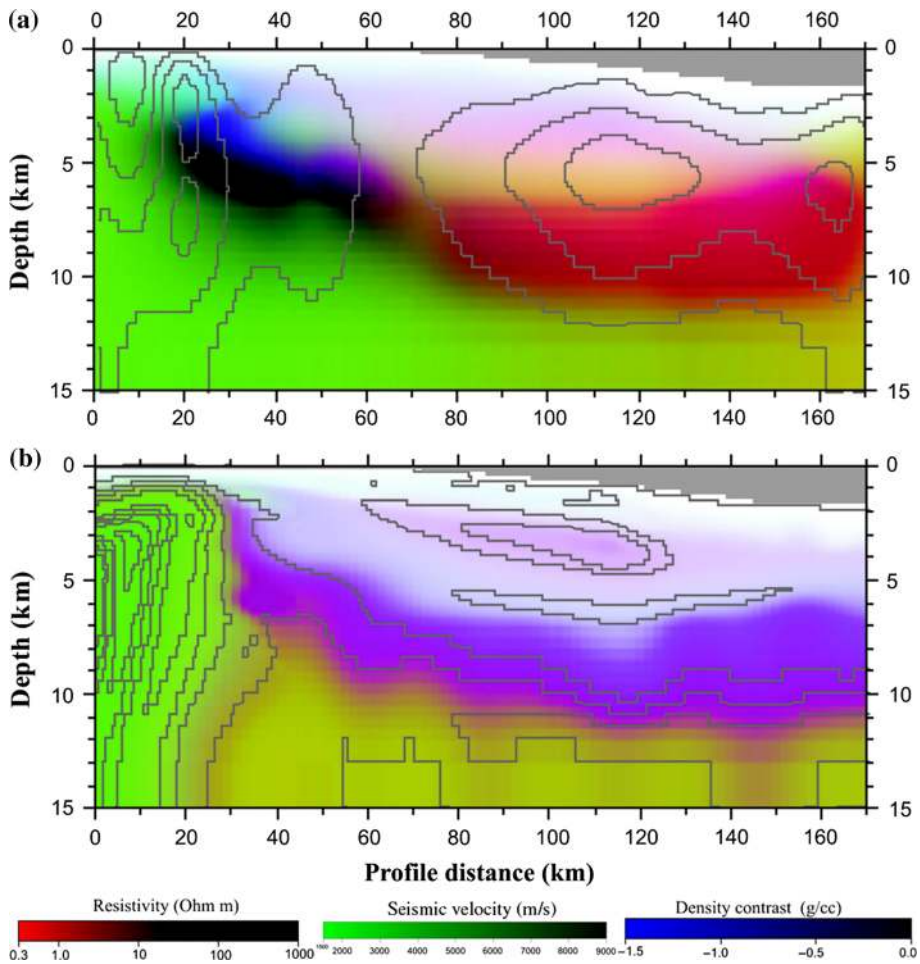 (a)
0 20 40 60 80 100 120 140 160
0 0
5 5
10 10
15 15
Depth (km)
0 20 40 60 80 100 120 140 160
(b)
0 0
5 5
10 10
15 15
Depth (km)
0 20 40 60 80 100 120 140 160
Profile distance (km)
Resistivity (Ohm m) Seismic velocity (m/s) Density contrast (g/cc)
0.3 1.0 10 100 1000
1500 2000 3000 4000 5000 6000 7000 8000 9000
−1.5 −1.0 −0.5 0.0